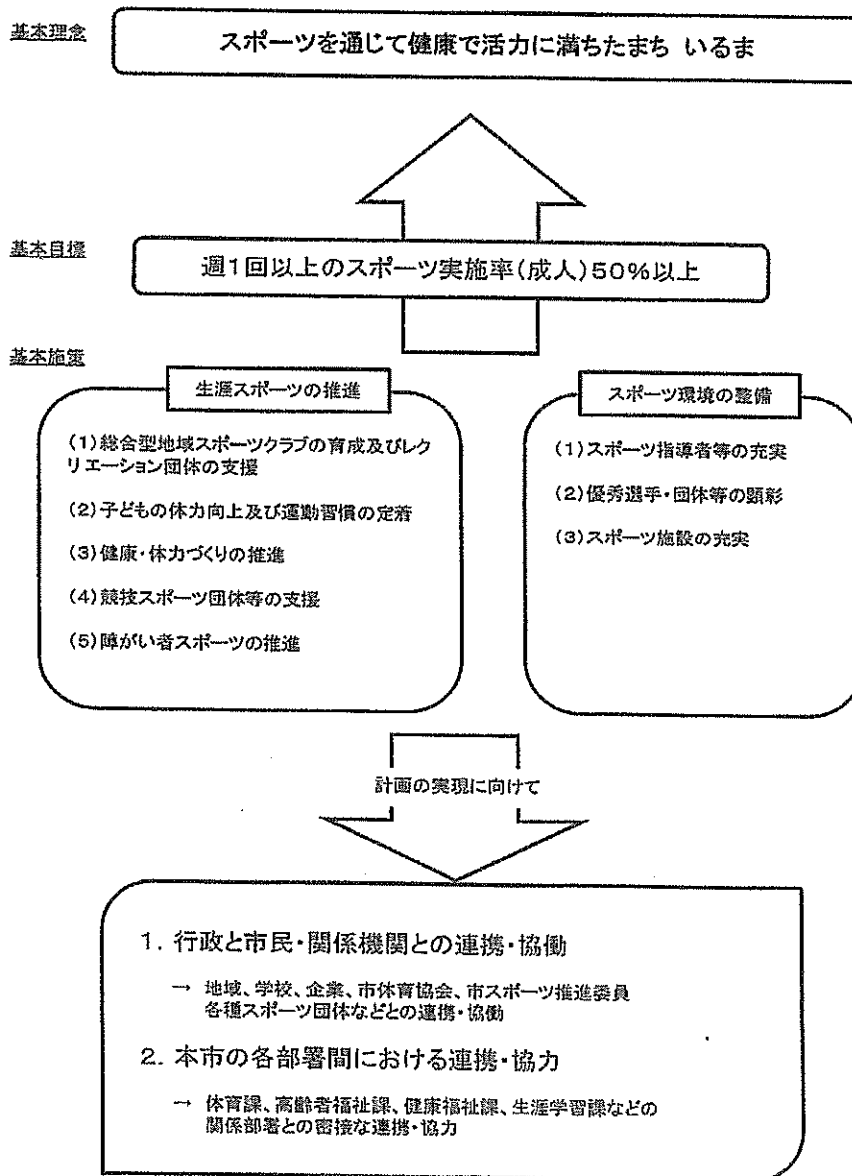 基本理念
スポーツを通じて健康で活力に満ちたまち いるま
基本目標
週1回以上のスポーツ実施率(成人)50%以上
基本施策
生涯スポーツの推進
(1)総合型地域スポーツクラブの育成及びレク
リエーション団体の支援
(2)子どもの体力向上及び運動習慣の定着
(3)健康・体力づくりの推進
(4)競技スポーツ団体等の支援
(5)障がい者スポーツの推進
スポーツ環境の整備
(1)スポーツ指導者等の充実
(2)優秀選手・団体等の顕彰
(3)スポーツ施設の充実
計画の実現に向けて
1. 行政と市民・関係機関との連携・協働
→ 地域、学校、企業、市体育協会、市スポーツ推進委員
各種スポーツ団体などとの連携・協働
2. 本市の各部署間における連携・協力
→ 体育課、高齢者福祉課、健康福祉課、生涯学習課などの
関係部署との密接な連携・協力